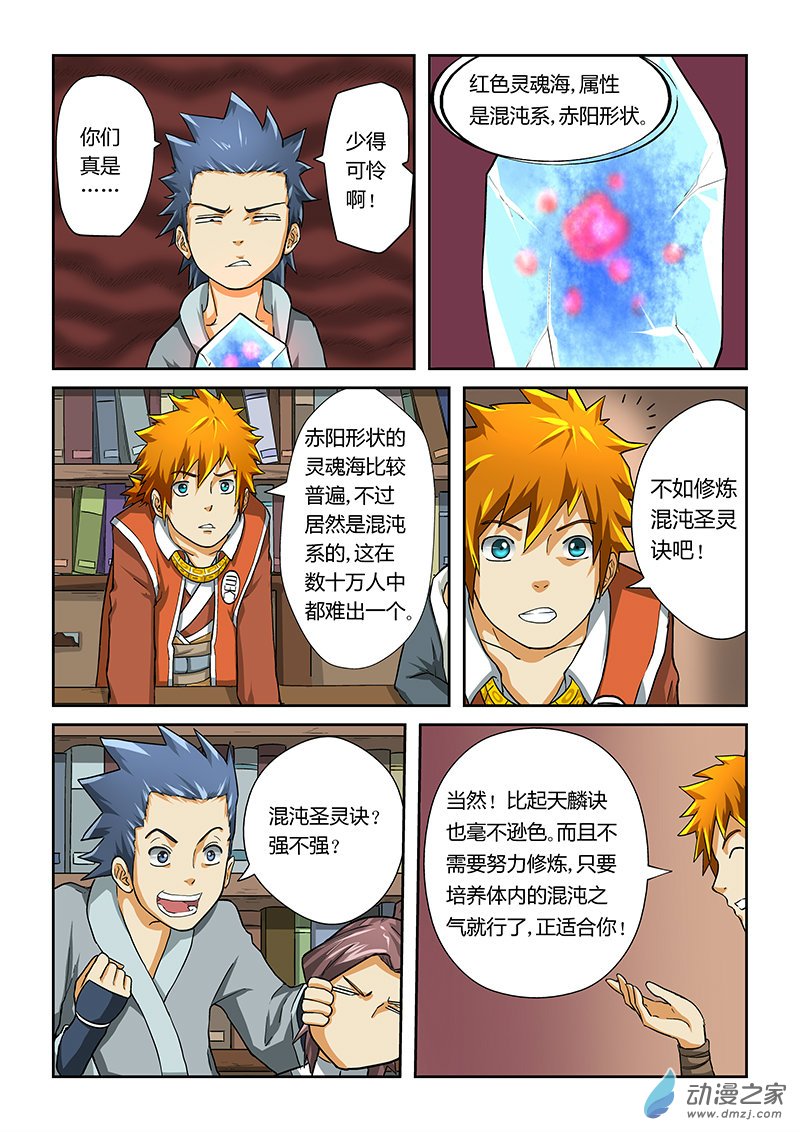 你们
真是
……
少得
可怜
啊！
红色灵魂海，属性
是混沌系，赤阳形状。
赤阳形状的
灵魂海比较
普遍，不过
居然是混沌
系的，这在
数十万人中
都难出一个。
不如修炼
混沌圣灵
诀吧！
混沌圣灵诀？
强不强？
当然！比起天麟诀
也毫不逊色。而且不
需要努力修炼，只要
培养体内的混沌之
气就行了，正适合你！
动漫之家
www.dmzj.com